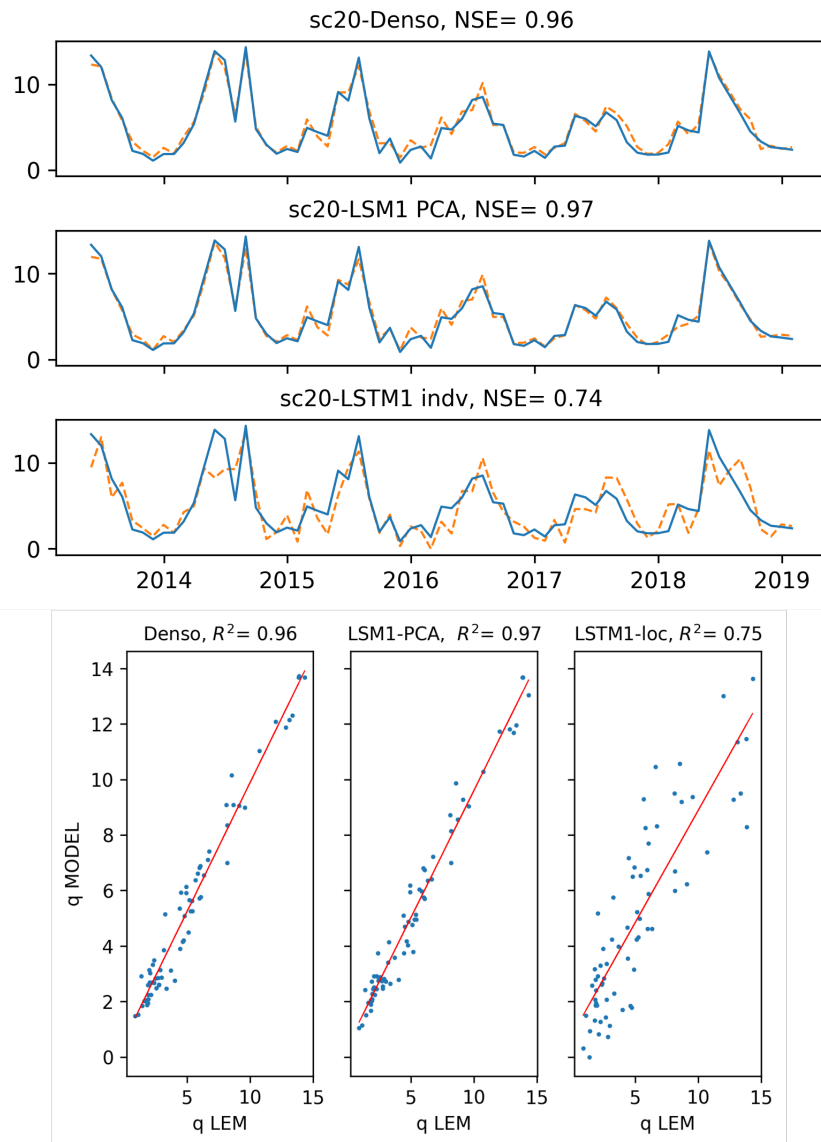 sc20-Denso, NSE= 0.96
10
0
sc20-LSM1 PCA, NSE= 0.97
10
0
sc20-LSTM1 indv, NSE= 0.74
10
0
2014 2015 2016 2017 2018 2019
Denso, R²= 0.96 LSM1-PCA, R²= 0.97 LSTM1-loc, R²= 0.75
14
12
10
8
6
4
2
0
q MODEL
5 10 15 5 10 15 5 10 15
q LEM q LEM q LEM